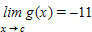 lim g(x) = −11
x→c